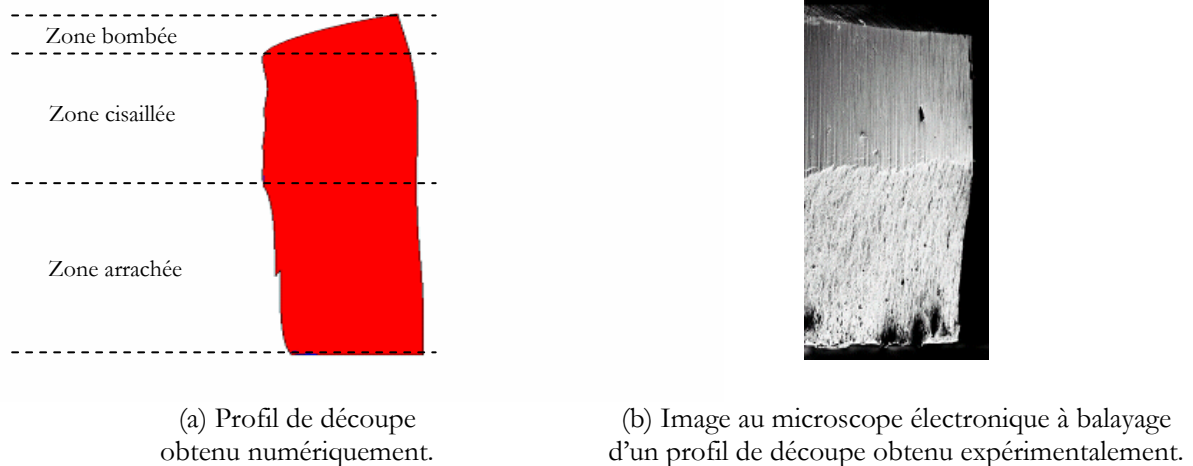 Zone bombée
Zone cisaillée
Zone arrachée
(a) Profil de découpe
obtenu numériquement.
(b) Image au microscope électronique à balayage
d'un profil de découpe obtenu expérimentalement.